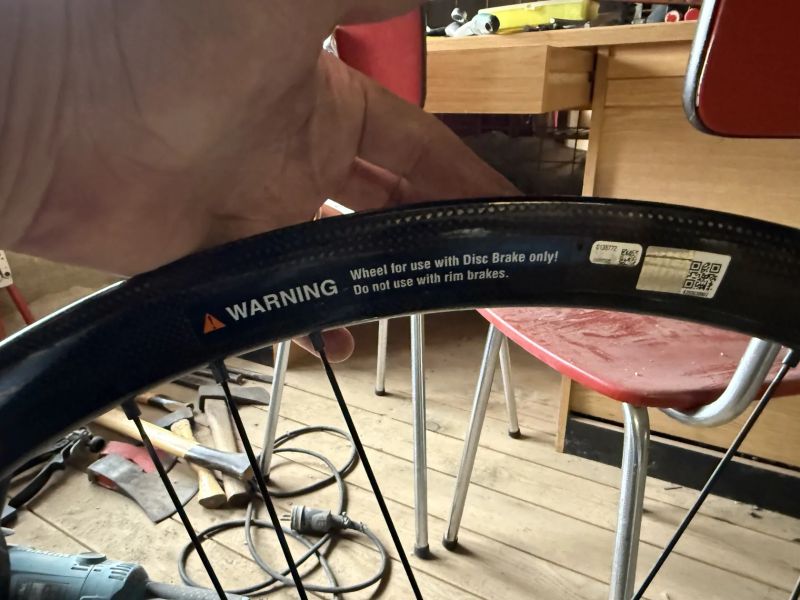 WARNING
Wheel for use with Disc Brake only!
Do not use with rim brakes.